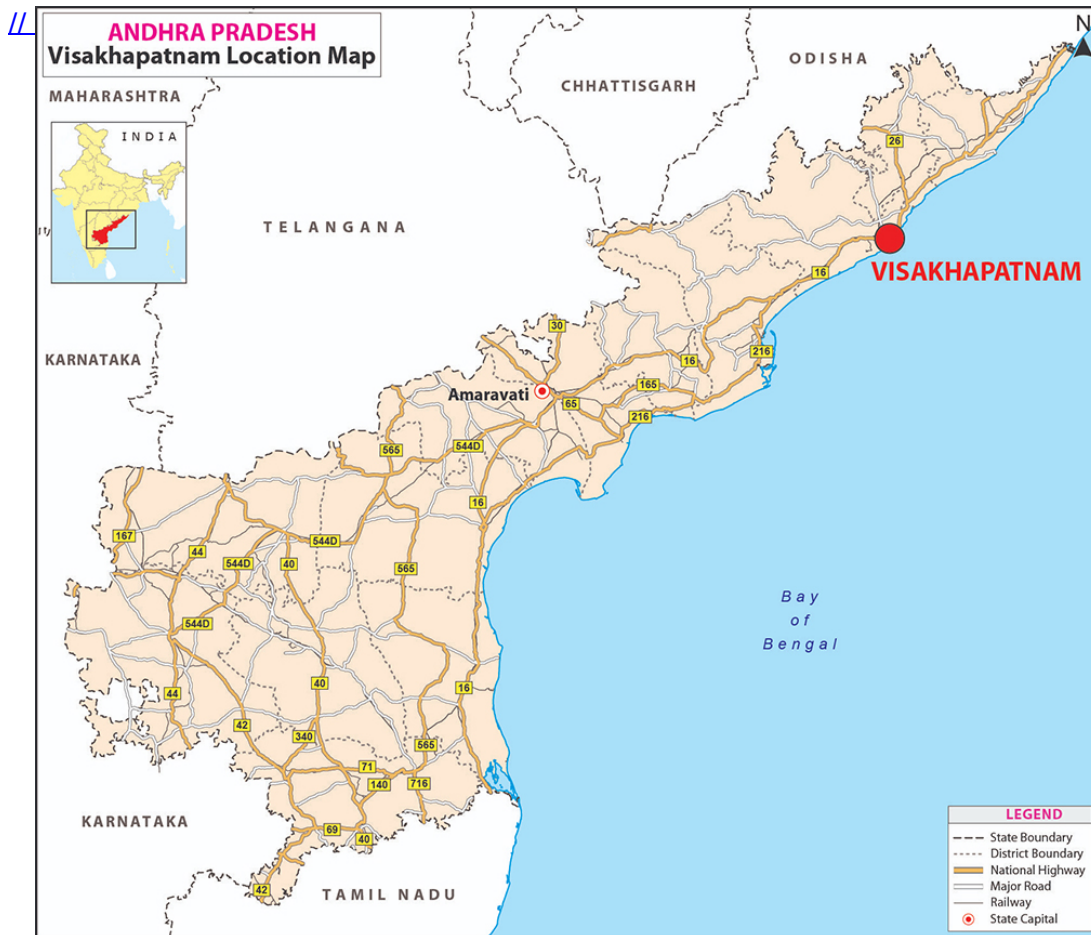 //
ANDHRA PRADESH
Visakhapatnam Location Map
N
ODISHA
CHHATTISGARH
MAHARASHTRA
INDIA
26
TELANGANA
VISAKHAPATNAM
16
30
KARNATAKA
16
216
Amaravati
165
65
216
565
544D
16
167
44
544D
544D
40
565
Bay
of
Bengal
544D
40
16
44
42
340
565
71
140
716
69
40
KARNATAKA
42
TAMIL NADU
LEGEND
State Boundary
District Boundary
National Highway
Major Road
Railway
State Capital